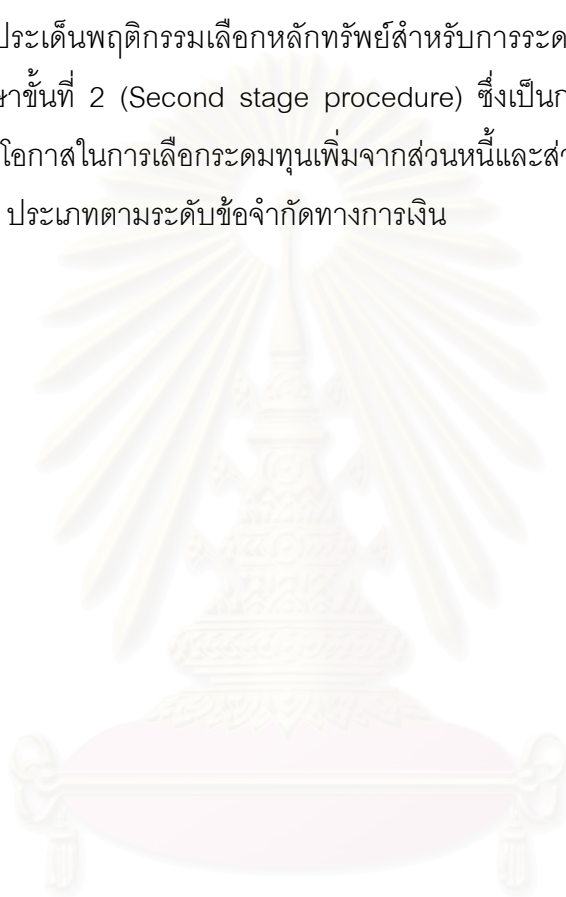 ประเด็นพฤติกรรมเลือกหลักทรัพย์สำหรับการระด
ษาขั้นที่ 2 (Second stage procedure) ซึ่งเป็นก
โอกาสในการเลือกระดมทุนเพิ่มจากส่วนหนี้และส่
ประเภทตามระดับข้อจำกัดทางการเงิน